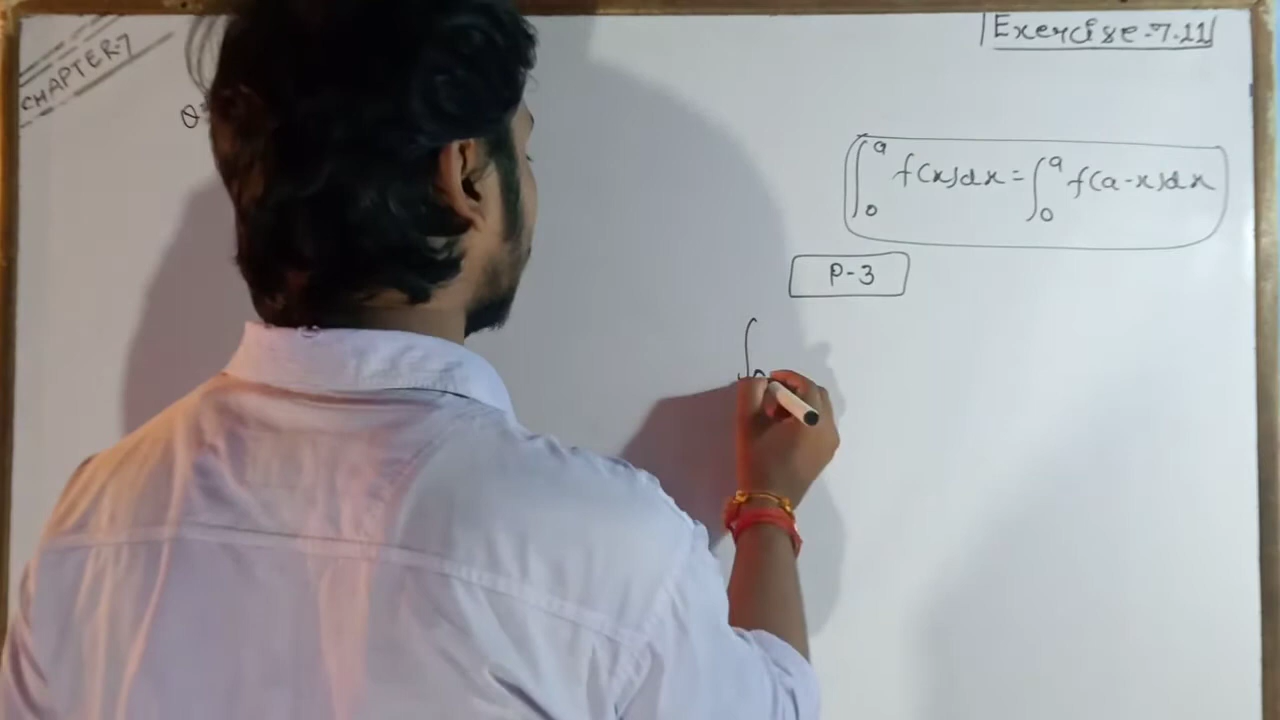 CHAPTER-7
Exercise-7.11
∫₀ᵃ f(x)dx = ∫₀ᵃ f(a-x)dx
P-3
∫